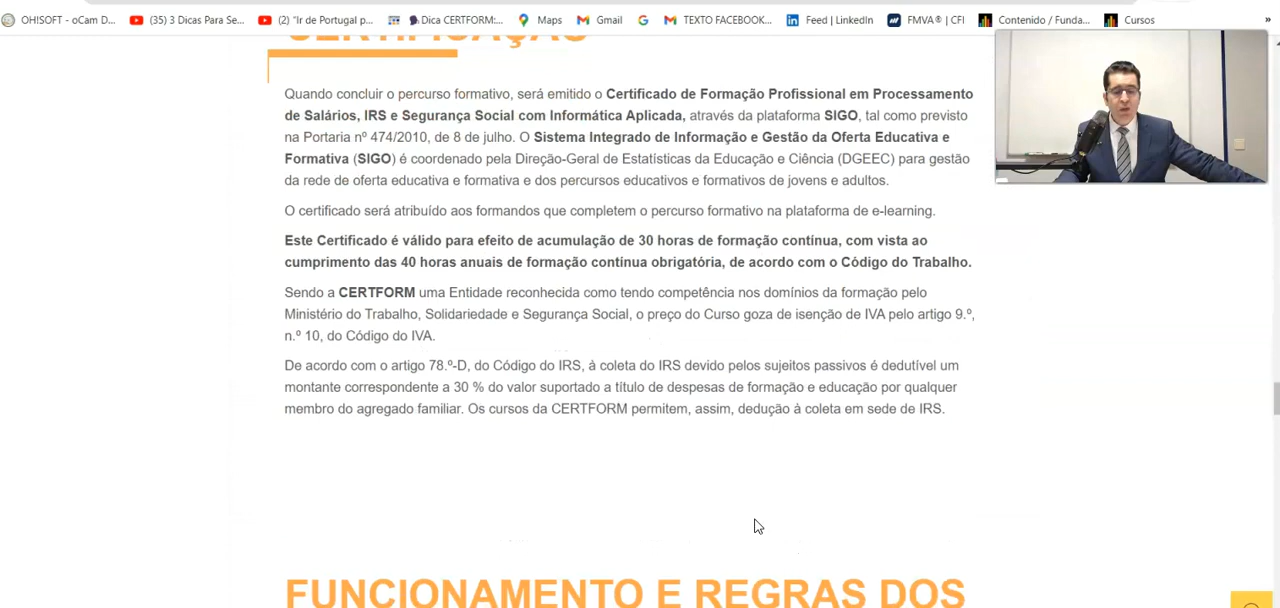 OH!SOFT - oCam D...
(35) 3 Dicas Para Se...
(2) "Ir de Portugal p...
Dica CERTFORM:...
Maps
Gmail
TEXTO FACEBOOK...
Feed | LinkedIn
FMVA® | CFI
Contenido / Funda...
Cursos
»
CERTIFICAÇÃO
Quando concluir o percurso formativo, será emitido o Certificado de Formação Profissional em Processamento
de Salários, IRS e Segurança Social com Informática Aplicada, através da plataforma SIGO, tal como previsto
na Portaria nº 474/2010, de 8 de julho. O Sistema Integrado de Informação e Gestão da Oferta Educativa e
Formativa (SIGO) é coordenado pela Direção-Geral de Estatísticas da Educação e Ciência (DGEEC) para gestão
da rede de oferta educativa e formativa e dos percursos educativos e formativos de jovens e adultos.
O certificado será atribuído aos formandos que completem o percurso formativo na plataforma de e-learning.
Este Certificado é válido para efeito de acumulação de 30 horas de formação contínua, com vista ao
cumprimento das 40 horas anuais de formação contínua obrigatória, de acordo com o Código do Trabalho.
Sendo a CERTFORM uma Entidade reconhecida como tendo competência nos domínios da formação pelo
Ministério do Trabalho, Solidariedade e Segurança Social, o preço do Curso goza de isenção de IVA pelo artigo 9.º,
n.º 10, do Código do IVA.
De acordo com o artigo 78.º-D, do Código do IRS, à coleta do IRS devido pelos sujeitos passivos é dedutível um
montante correspondente a 30 % do valor suportado a título de despesas de formação e educação por qualquer
membro do agregado familiar. Os cursos da CERTFORM permitem, assim, dedução à coleta em sede de IRS.
FUNCIONAMENTO E REGRAS DOS